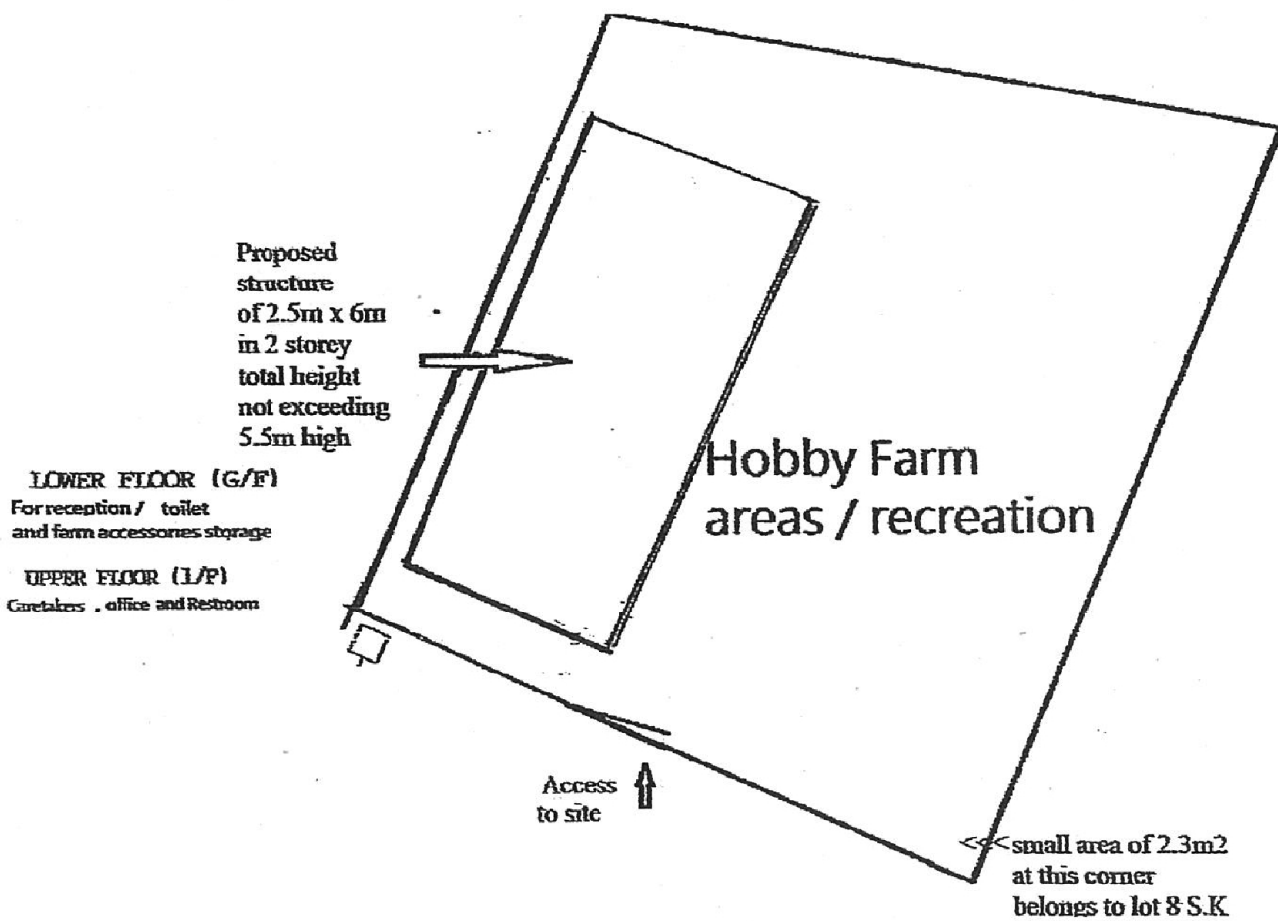 Proposed
structure
of 2.5m x 6m
in 2 storey
total height
not exceeding
5.5m high
LOWER FLOOR (G/F)
For reception / toilet
and farm accessories storage
UPPER FLOOR (1/F)
Caretakers . office and Restroom
Hobby Farm
areas / recreation
Access
to site
<<< small area of 2.3m2
at this corner
belongs to lot 8 S.K